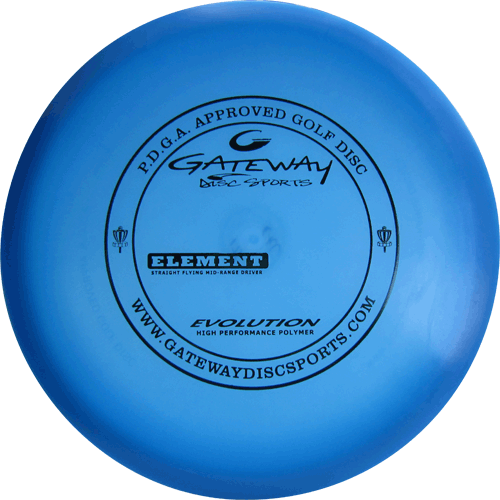 P.D.G.A. APPROVED GOLF DISC
GATEWAY
DISC SPORTS
ELEMENT
STRAIGHT FLYING MID-RANGE DRIVER
EVOLUTION
HIGH PERFORMANCE POLYMER
WWW.GATEWAYDISCSPORTS.COM